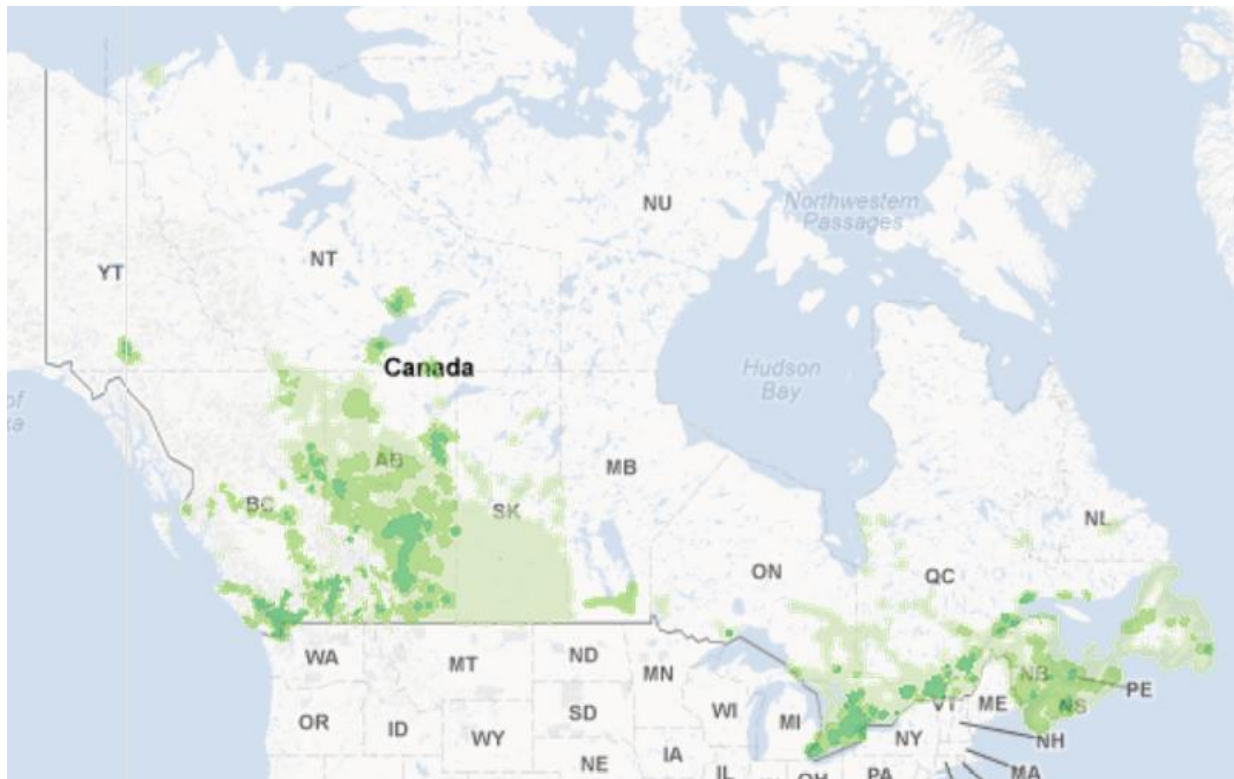 NU
Northwestern
Passages
NT
YT
Canada
Hudson
Bay
of
ka
AB
MB
BC
SK
NL
ON
QC
WA
MT
ND
MN
NB
PE
VT
ME
NS
OR
ID
SD
WI
MI
NY
NH
WY
IA
NE
IL
OH
PA
MA